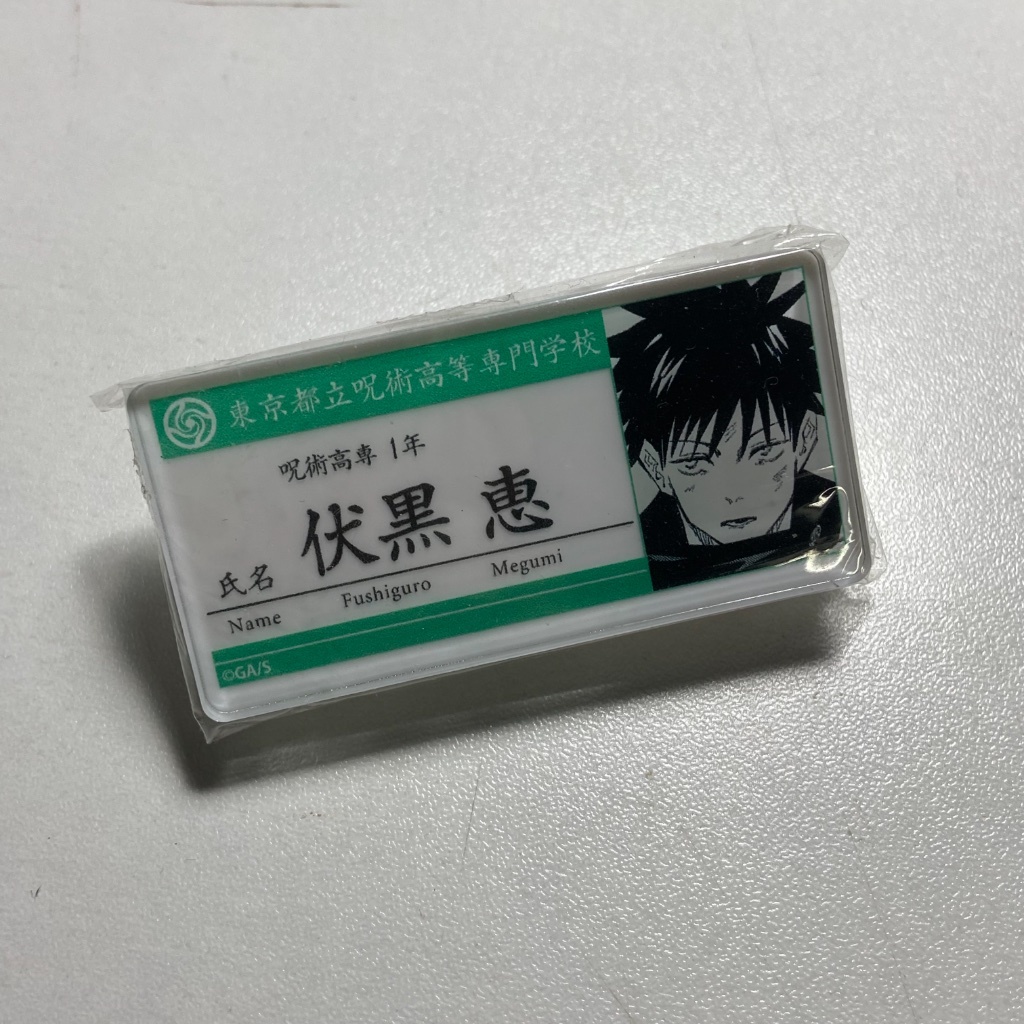 東京都立呪術高等専門学校
呪術高専 1年
氏名 伏黒 恵
Name Fushiguro Megumi
©GA/S